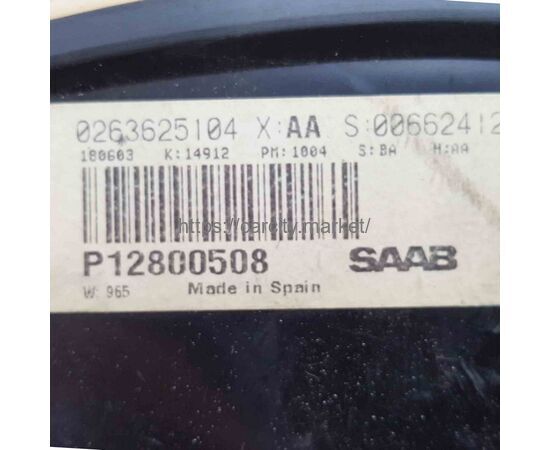 0263625104 X:AA S:00662412
180603 K:14912 PM:1004 S:BA H:AA
https://carcity.market/
P12800508 SAAB
W: 965 Made in Spain